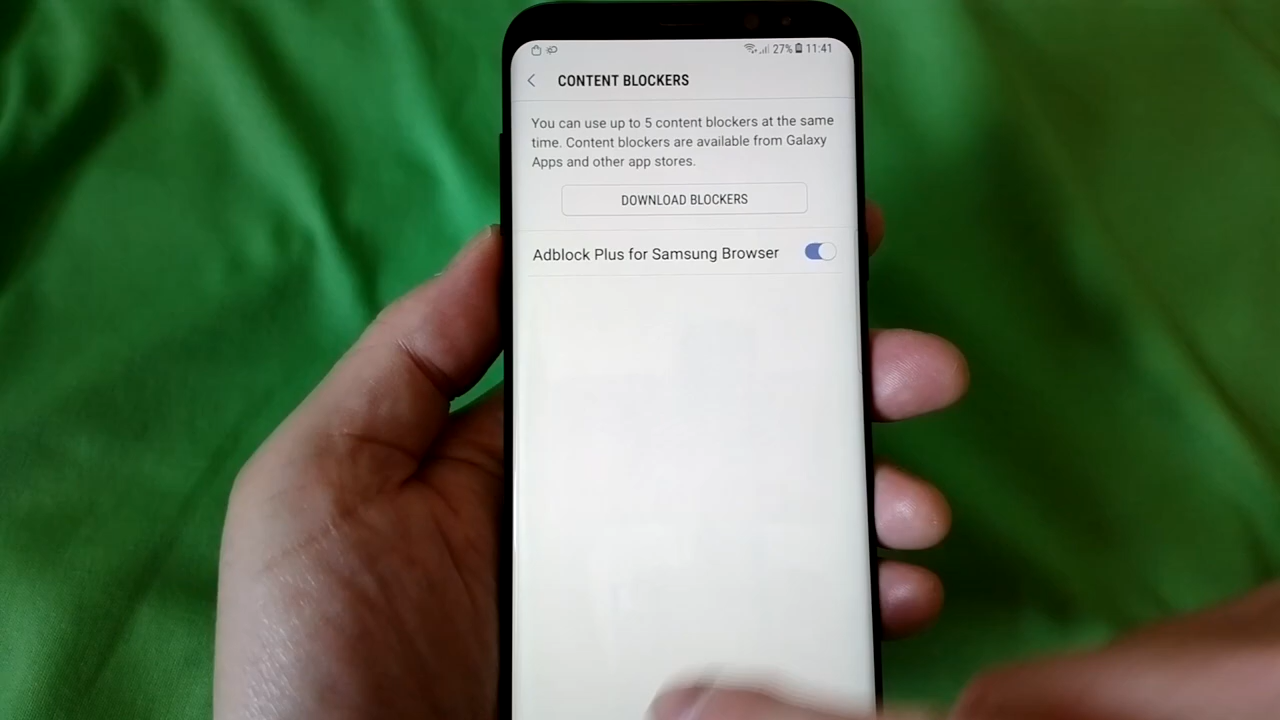 27% 11:41
CONTENT BLOCKERS
You can use up to 5 content blockers at the same
time. Content blockers are available from Galaxy
Apps and other app stores.
DOWNLOAD BLOCKERS
Adblock Plus for Samsung Browser